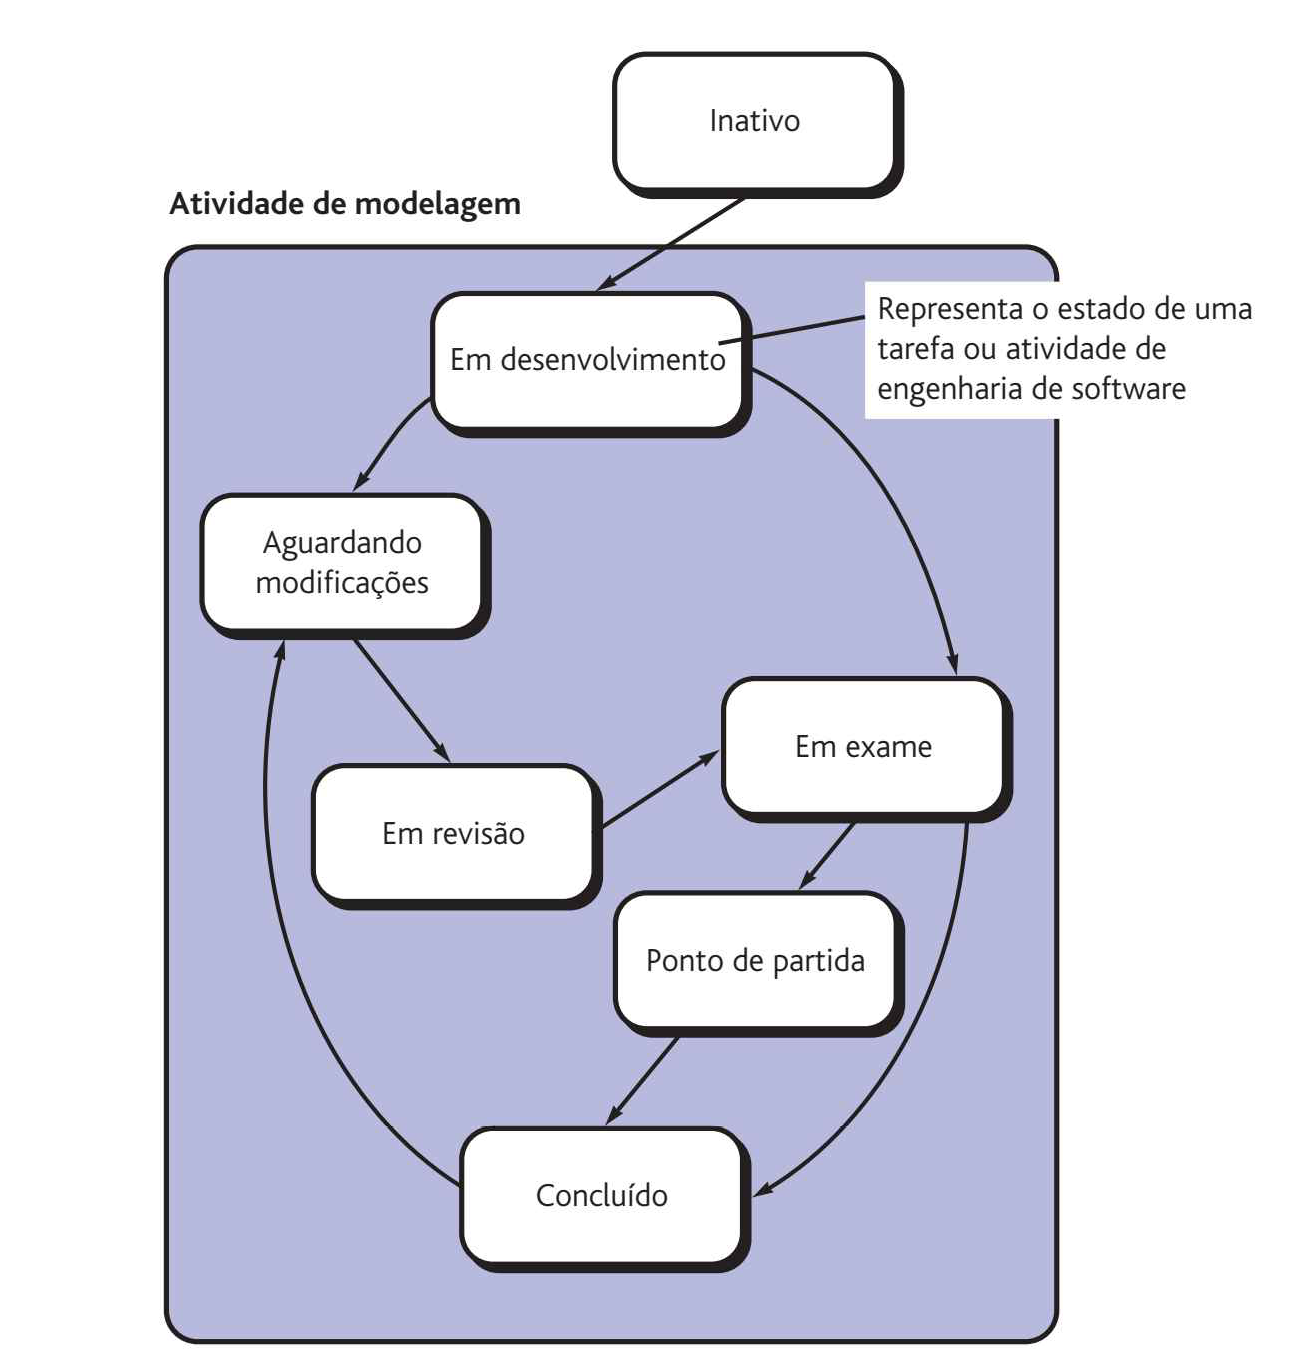 Inativo
Atividade de modelagem
Em desenvolvimento
Representa o estado de uma
tarefa ou atividade de
engenharia de software
Aguardando
modificações
Em exame
Em revisão
Ponto de partida
Concluído